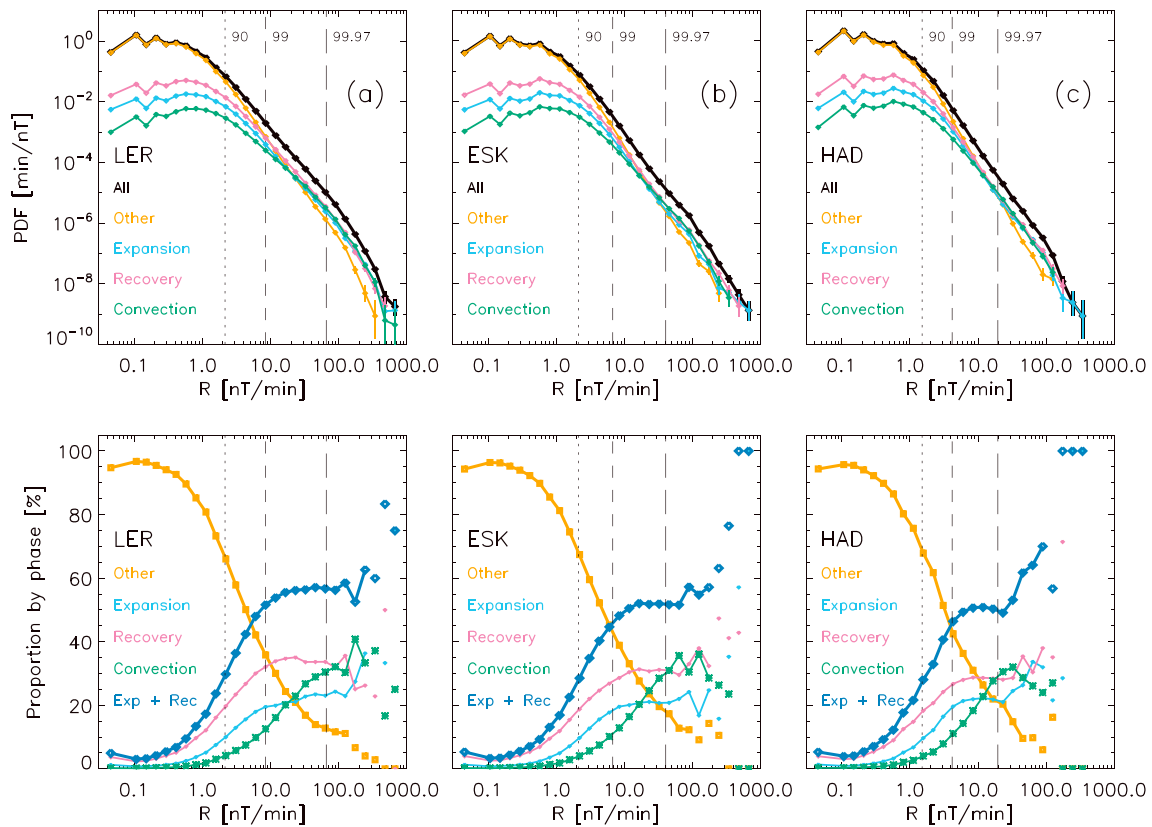 90 99 99.97
90 99 99.97
90 99 99.97
10^0
10^-2
10^-4
10^-6
10^-8
10^-10
PDF [min/nT]
(a)
LER
All
Other
Expansion
Recovery
Convection
0.1 1.0 10.0 100.0 1000.0
R [nT/min]
(b)
ESK
All
Other
Expansion
Recovery
Convection
0.1 1.0 10.0 100.0 1000.0
R [nT/min]
(c)
HAD
All
Other
Expansion
Recovery
Convection
0.1 1.0 10.0 100.0 1000.0
R [nT/min]
100
80
60
40
20
0
Proportion by phase [%]
LER
Other
Expansion
Recovery
Convection
Exp + Rec
0.1 1.0 10.0 100.0 1000.0
R [nT/min]
ESK
Other
Expansion
Recovery
Convection
Exp + Rec
0.1 1.0 10.0 100.0 1000.0
R [nT/min]
HAD
Other
Expansion
Recovery
Convection
Exp + Rec
0.1 1.0 10.0 100.0 1000.0
R [nT/min]